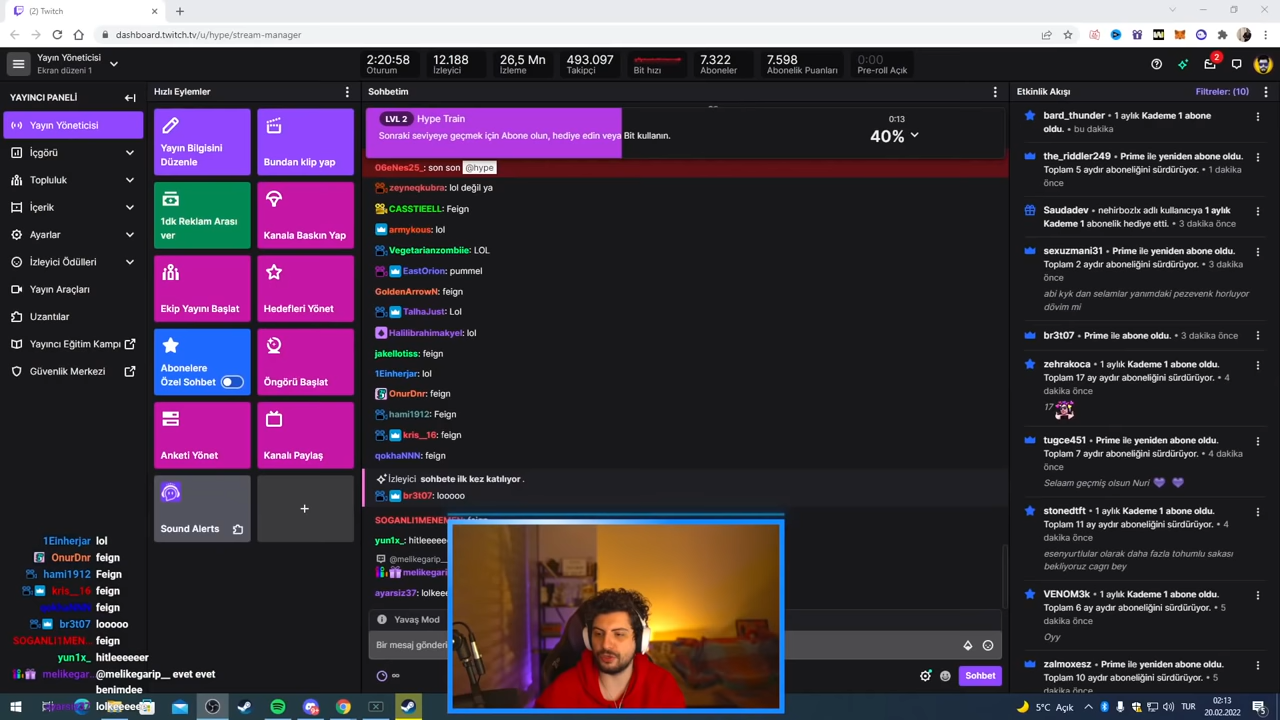 (2) Twitch
dashboard.twitch.tv/u/hype/stream-manager
Yayın Yöneticisi
Ekran düzeni 1
2:20:58
Oturum
12.188
İzleyici
26,5 Mn
İzleme
493.097
Takipçi
Bit hızı
7.322
Aboneler
7.598
Abonelik Puanları
0:00
Pre-roll Açık
2
YAYINCI PANELİ
Yayın Yöneticisi
İçgörü
Topluluk
İçerik
Ayarlar
İzleyici Ödülleri
Yayın Araçları
Uzantılar
Yayıncı Eğitim Kampı
Güvenlik Merkezi
Hızlı Eylemler
Yayın Bilgisini
Düzenle
Bundan klip yap
1dk Reklam Arası
ver
Kanala Baskın Yap
Ekip Yayını Başlat
Hedefleri Yönet
Abonelere
Özel Sohbet
Öngörü Başlat
Anketi Yönet
Kanalı Paylaş
Sound Alerts
Sohbetim
LVL 2 Hype Train
Sonraki seviyeye geçmek için Abone olun, hediye edin veya Bit kullanın.
0:13
40%
06eNes25_: son son @hype
zeyneqkubra: lol değil ya
CASSTIEELL: Feign
armykous: lol
Vegetarianzombiie: LOL
EastOrion: pummel
GoldenArrowN: feign
TalhaJust: Lol
Halilibrahimakyel: lol
jakellotiss: feign
1Einherjar: lol
OnurDnr: feign
hami1912: Feign
kris__16: feign
qokhaNNN: feign
İzleyici sohbete ilk kez katılıyor .
br3t07: looooo
SOGANLI1MENEMEN: feign
yun1x_: hitleeeee
@melikegarip__
melikegari
ayarsiz37: lolkee
Yavaş Mod
Bir mesaj gönderi
Sohbet
1Einherjar lol
OnurDnr feign
hami1912 Feign
kris__16 feign
feign
br3t07 looooo
SOGANLI1MEN... feign
yun1x_ hitleeeeeer
melikegar... @melikegarip__ evet evet
benimdee
Etkinlik Akışı
Filtreler: (10)
bard_thunder • 1 aylık Kademe 1 abone
oldu. • bu dakika
the_riddler249 • Prime ile yeniden abone oldu.
Toplam 5 aydır aboneliğini sürdürüyor. • 1 dakika
önce
Saudadev • nehirbozlx adlı kullanıcıya 1 aylık
Kademe 1 abonelik hediye etti. • 3 dakika önce
sexuzmani31 • Prime ile yeniden abone oldu.
Toplam 2 aydır aboneliğini sürdürüyor. • 3 dakika
önce
abi kyk dan selamlar yanımdaki pezevenk horluyor
dövim mi
br3t07 • Prime ile abone oldu. • 3 dakika önce
zehrakoca • 1 aylık Kademe 1 abone oldu.
Toplam 17 ay aydır aboneliğini sürdürüyor. • 4
dakika önce
17
tugce451 • Prime ile yeniden abone oldu.
Toplam 7 aydır aboneliğini sürdürüyor. • 4 dakika
önce
Selaam geçmiş olsun Nuri
stonedtft • 1 aylık Kademe 1 abone oldu.
Toplam 11 ay aydır aboneliğini sürdürüyor. • 4
dakika önce
esenyurtlular olarak daha fazla tohumlu sakası
bekliyoruz cagn bey
VENOM3k • 1 aylık Kademe 1 abone oldu.
Toplam 6 ay aydır aboneliğini sürdürüyor. • 5
dakika önce
Oyy
zalmoxesz • Prime ile yeniden abone oldu.
Toplam 10 aydır aboneliğini sürdürüyor. • 5
dakika önce
5°C Açık
TUR
02:13
20.02.2022